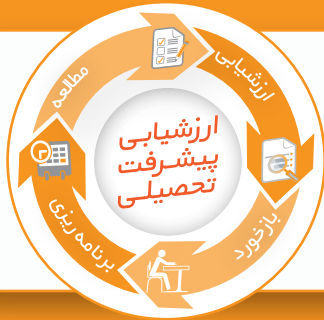 ارزشیابی
پیشرفت
تحصیلی
ارزشیابی
بازخورد
برنامه ریزی
مطالعه